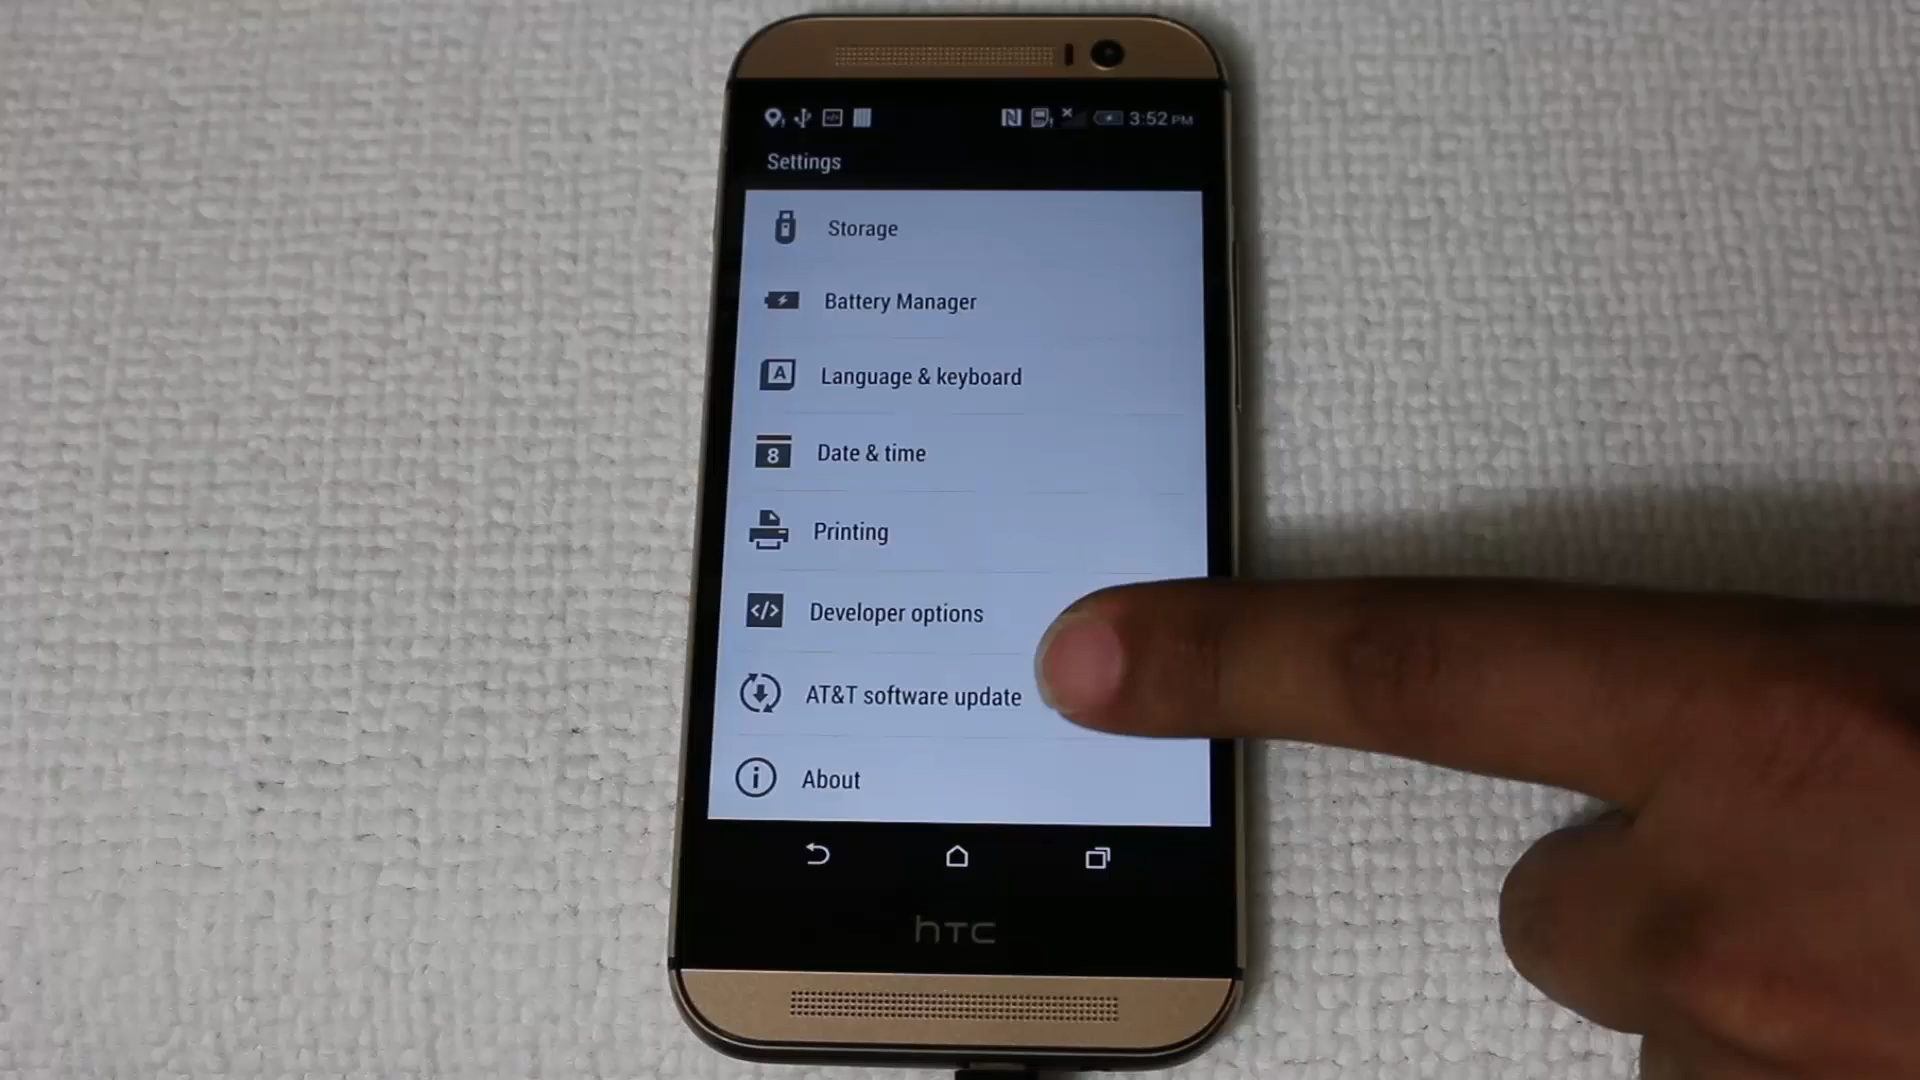 3:52 PM
Settings
Storage
Battery Manager
A
Language & keyboard
8
Date & time
Printing
</>
Developer options
AT&T software update
i
About
hTC